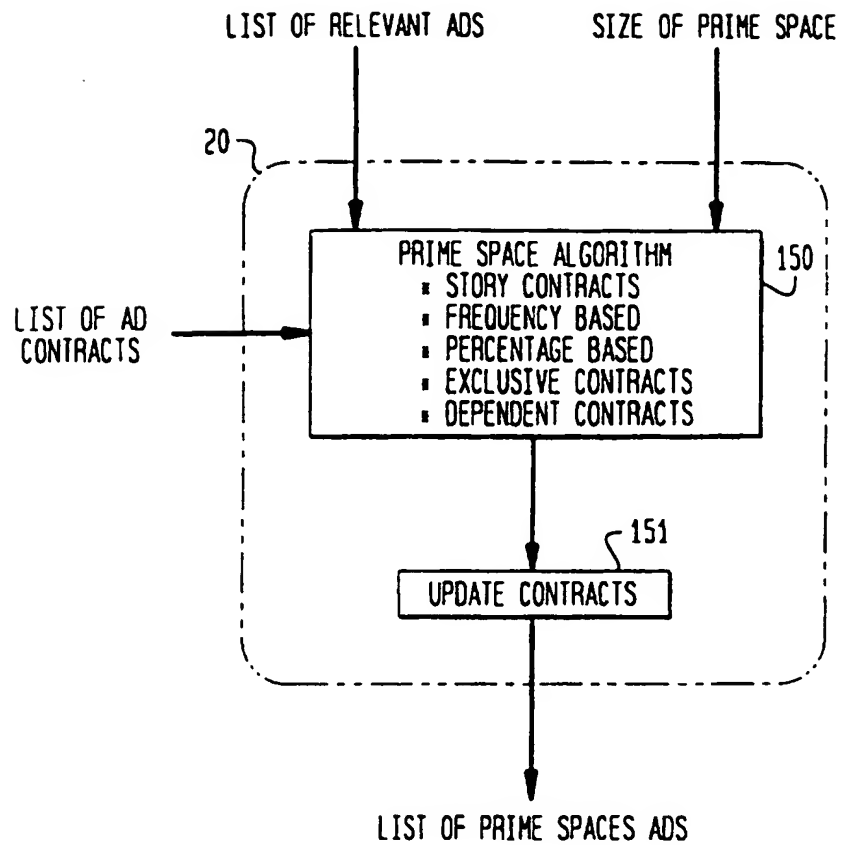 LIST OF RELEVANT ADS
SIZE OF PRIME SPACE
20
PRIME SPACE ALGORITHM
* STORY CONTRACTS
* FREQUENCY BASED
* PERCENTAGE BASED
* EXCLUSIVE CONTRACTS
* DEPENDENT CONTRACTS
150
LIST OF AD
CONTRACTS
151
UPDATE CONTRACTS
LIST OF PRIME SPACES ADS